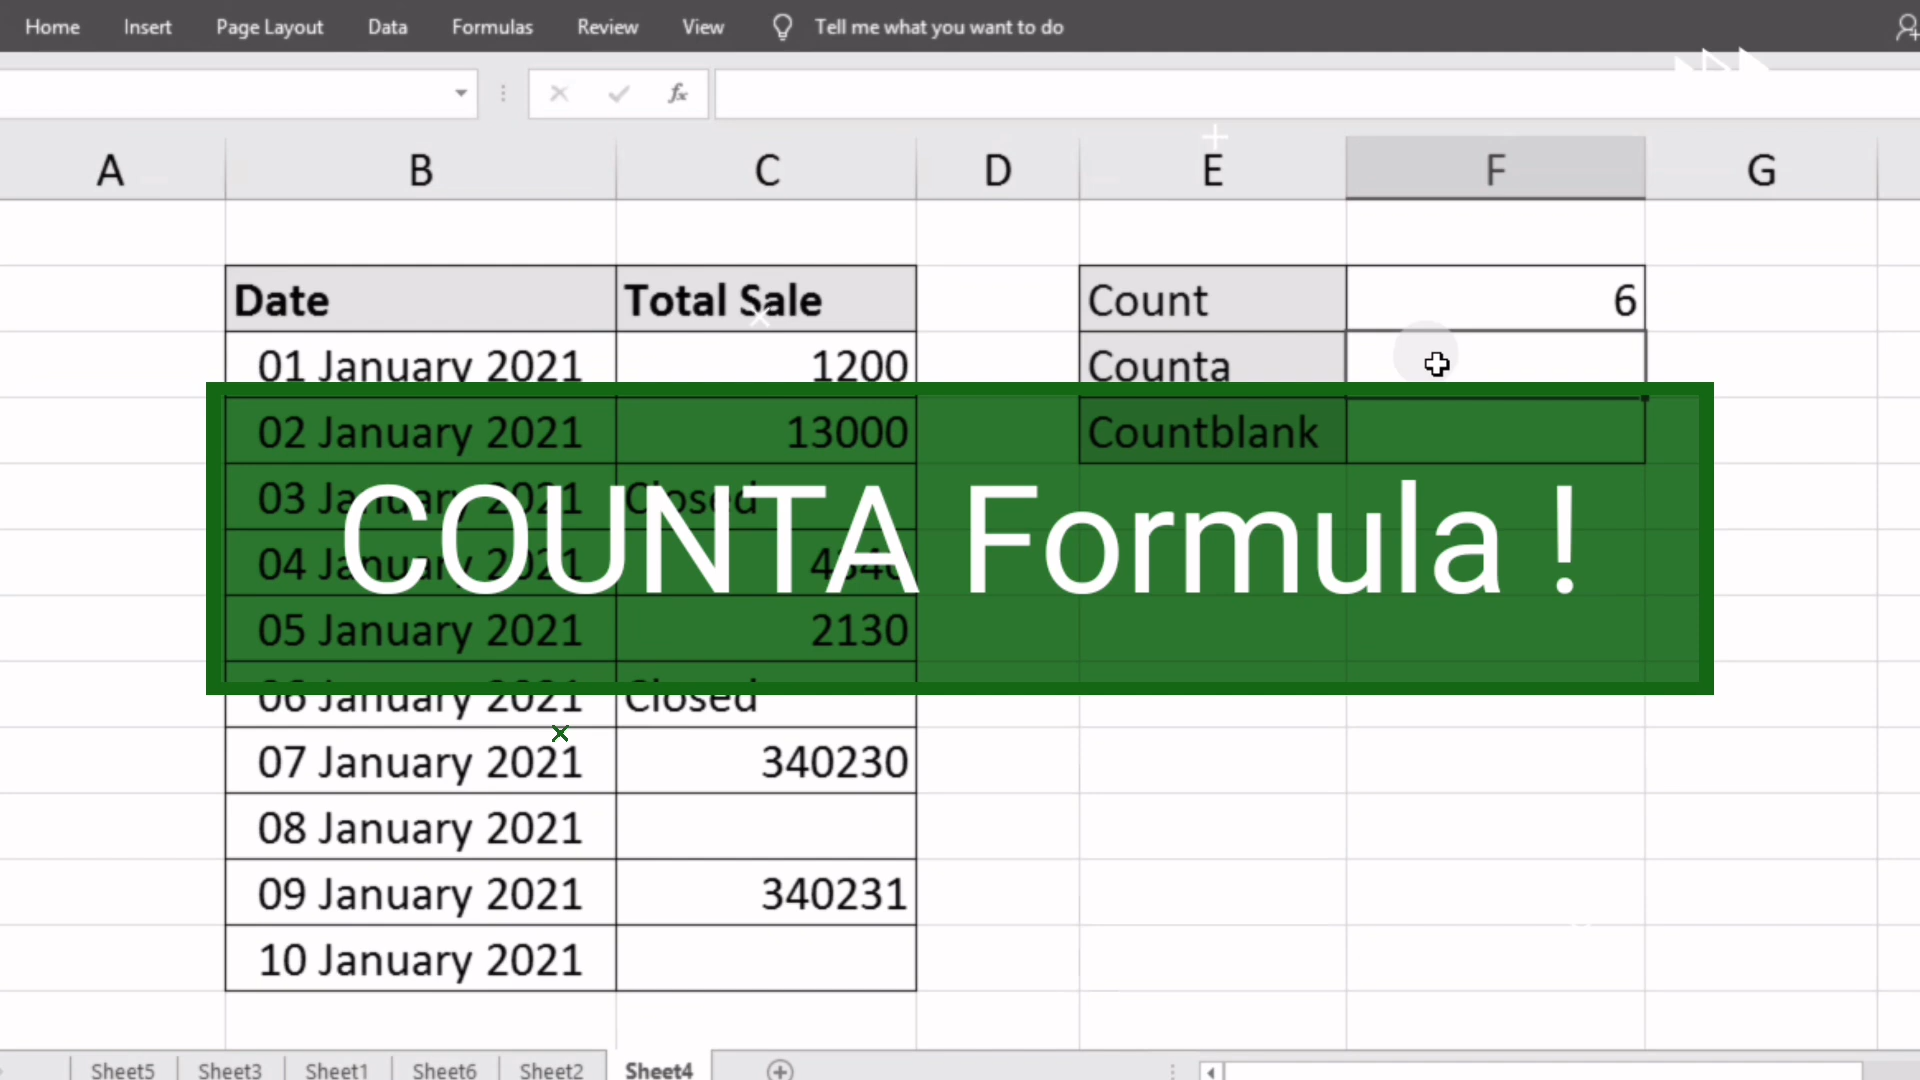 Home Insert Page Layout Data Formulas Review View Tell me what you want to do
fx
A B C D E F G
Date Total Sale Count 6
01 January 2021 1200 Counta
02 January 2021 13000 Countblank
03 January 2021 Closed
COUNTA Formula !
04 January 2021
05 January 2021 2130
06 January 2021 Closed
07 January 2021 340230
08 January 2021
09 January 2021 340231
10 January 2021
Sheet5 Sheet3 Sheet1 Sheet6 Sheet2 Sheet4